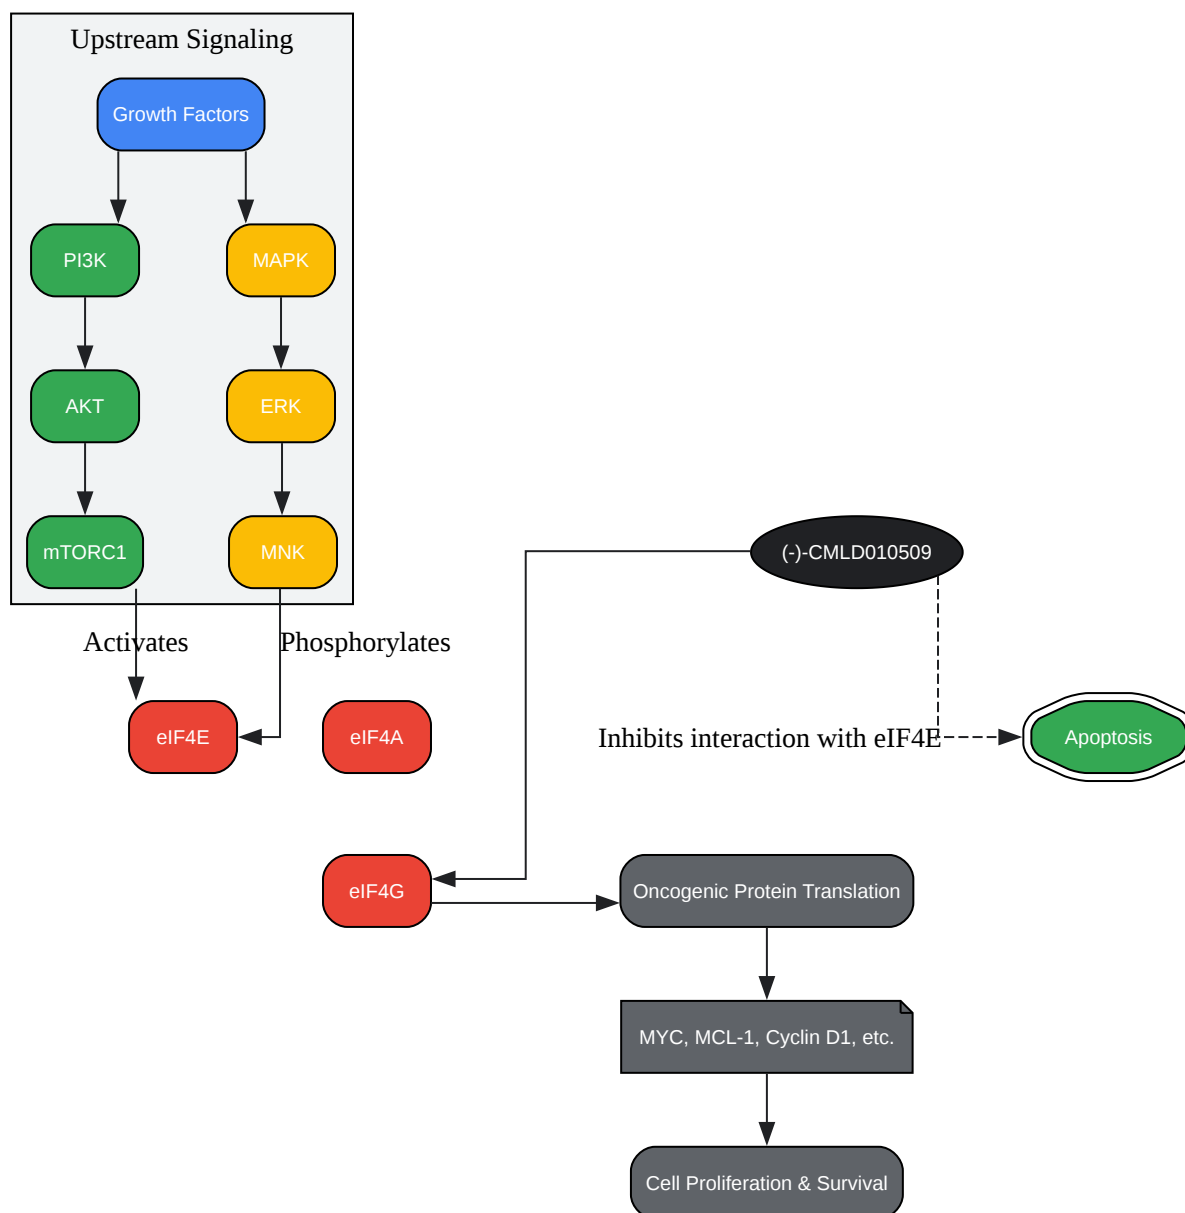 Upstream Signaling
Growth Factors
PI3K
MAPK
AKT
ERK
mTORC1
MNK
(-)-CMLD010509
Activates
Phosphorylates
eIF4E
eIF4A
Inhibits interaction with eIF4E
Apoptosis
eIF4G
Oncogenic Protein Translation
MYC, MCL-1, Cyclin D1, etc.
Cell Proliferation & Survival